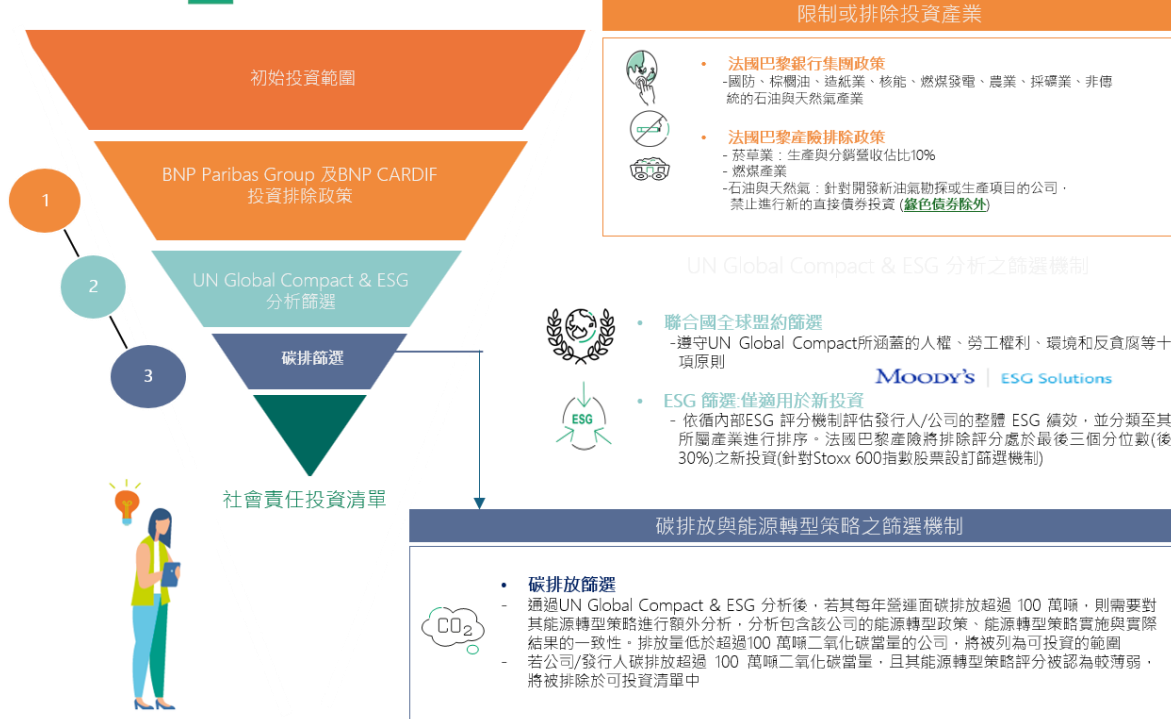 初始投資範圍
BNP Paribas Group 及BNP CARDIF
投資排除政策
UN Global Compact & ESG
分析篩選
碳排篩選
社會責任投資清單
1
2
3
限制或排除投資產業
• 法國巴黎銀行集團政策
-國防、棕櫚油、造紙業、核能、燃煤發電、農業、採礦業、非傳
統的石油與天然氣產業
• 法國巴黎產險排除政策
- 菸草業：生產與分銷營收佔比10%
- 燃煤產業
-石油與天然氣：針對開發新油氣勘探或生產項目的公司，
禁止進行新的直接債券投資 (綠色債券除外)
UN Global Compact & ESG 分析之篩選機制
• 聯合國全球盟約篩選
-遵守UN Global Compact所涵蓋的人權、勞工權利、環境和反貪腐等十
項原則
MOODY'S | ESG Solutions
ESG
• ESG 篩選:僅適用於新投資
- 依循內部ESG 評分機制評估發行人/公司的整體 ESG 績效，並分類至其
所屬產業進行排序。法國巴黎產險將排除評分處於最後三個分位數(後
30%)之新投資(針對Stoxx 600指數股票設訂篩選機制)
碳排放與能源轉型策略之篩選機制
CO2
• 碳排放篩選
- 通過UN Global Compact & ESG 分析後，若其每年營運面碳排放超過 100 萬噸，則需要對
其能源轉型策略進行額外分析，分析包含該公司的能源轉型政策、能源轉型策略實施與實際
結果的一致性。排放量低於超過100 萬噸二氧化碳當量的公司，將被列為可投資的範圍
- 若公司/發行人碳排放超過 100 萬噸二氧化碳當量，且其能源轉型策略評分被認為較薄弱，
將被排除於可投資清單中